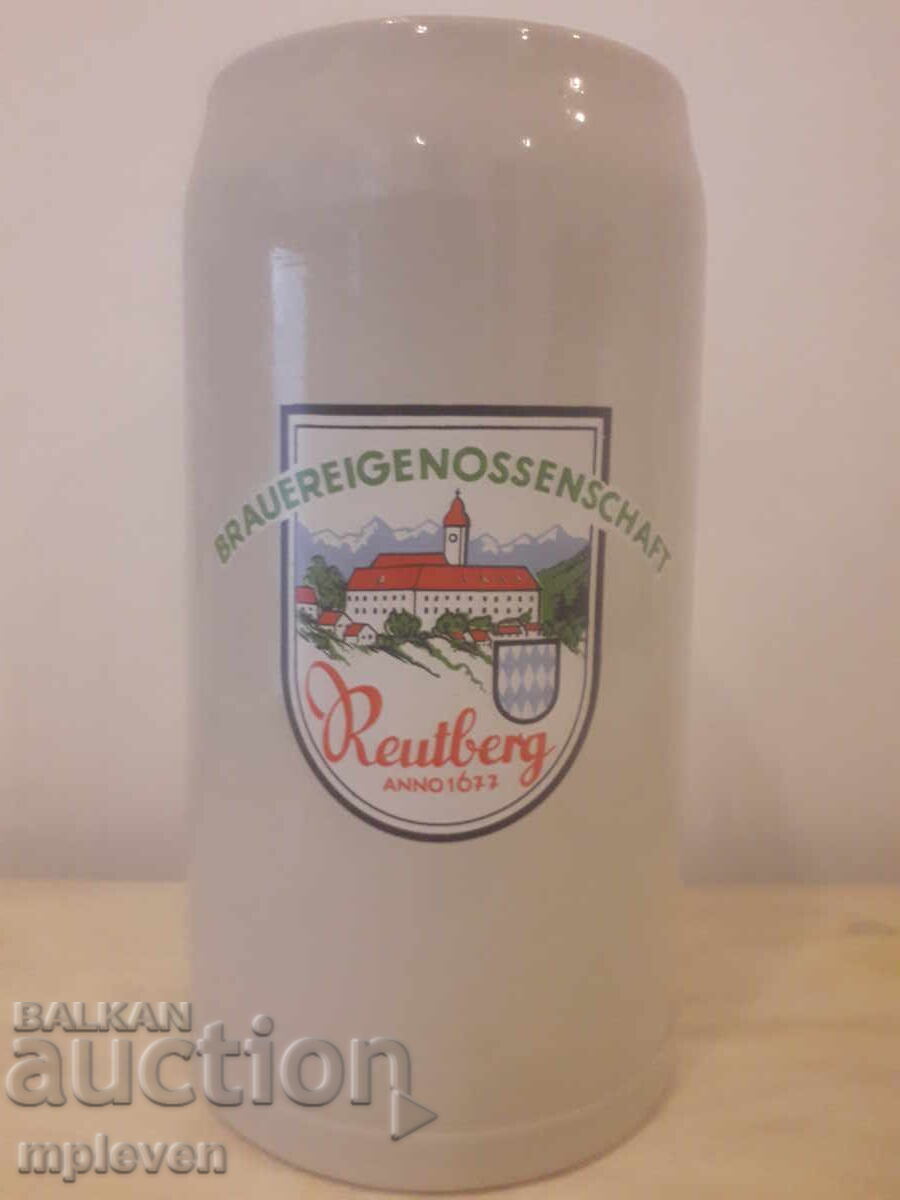 BRAUEREIGENOSSENSCHAFT
Reutberg
ANNO 1677
BALKAN
auction
mpleven